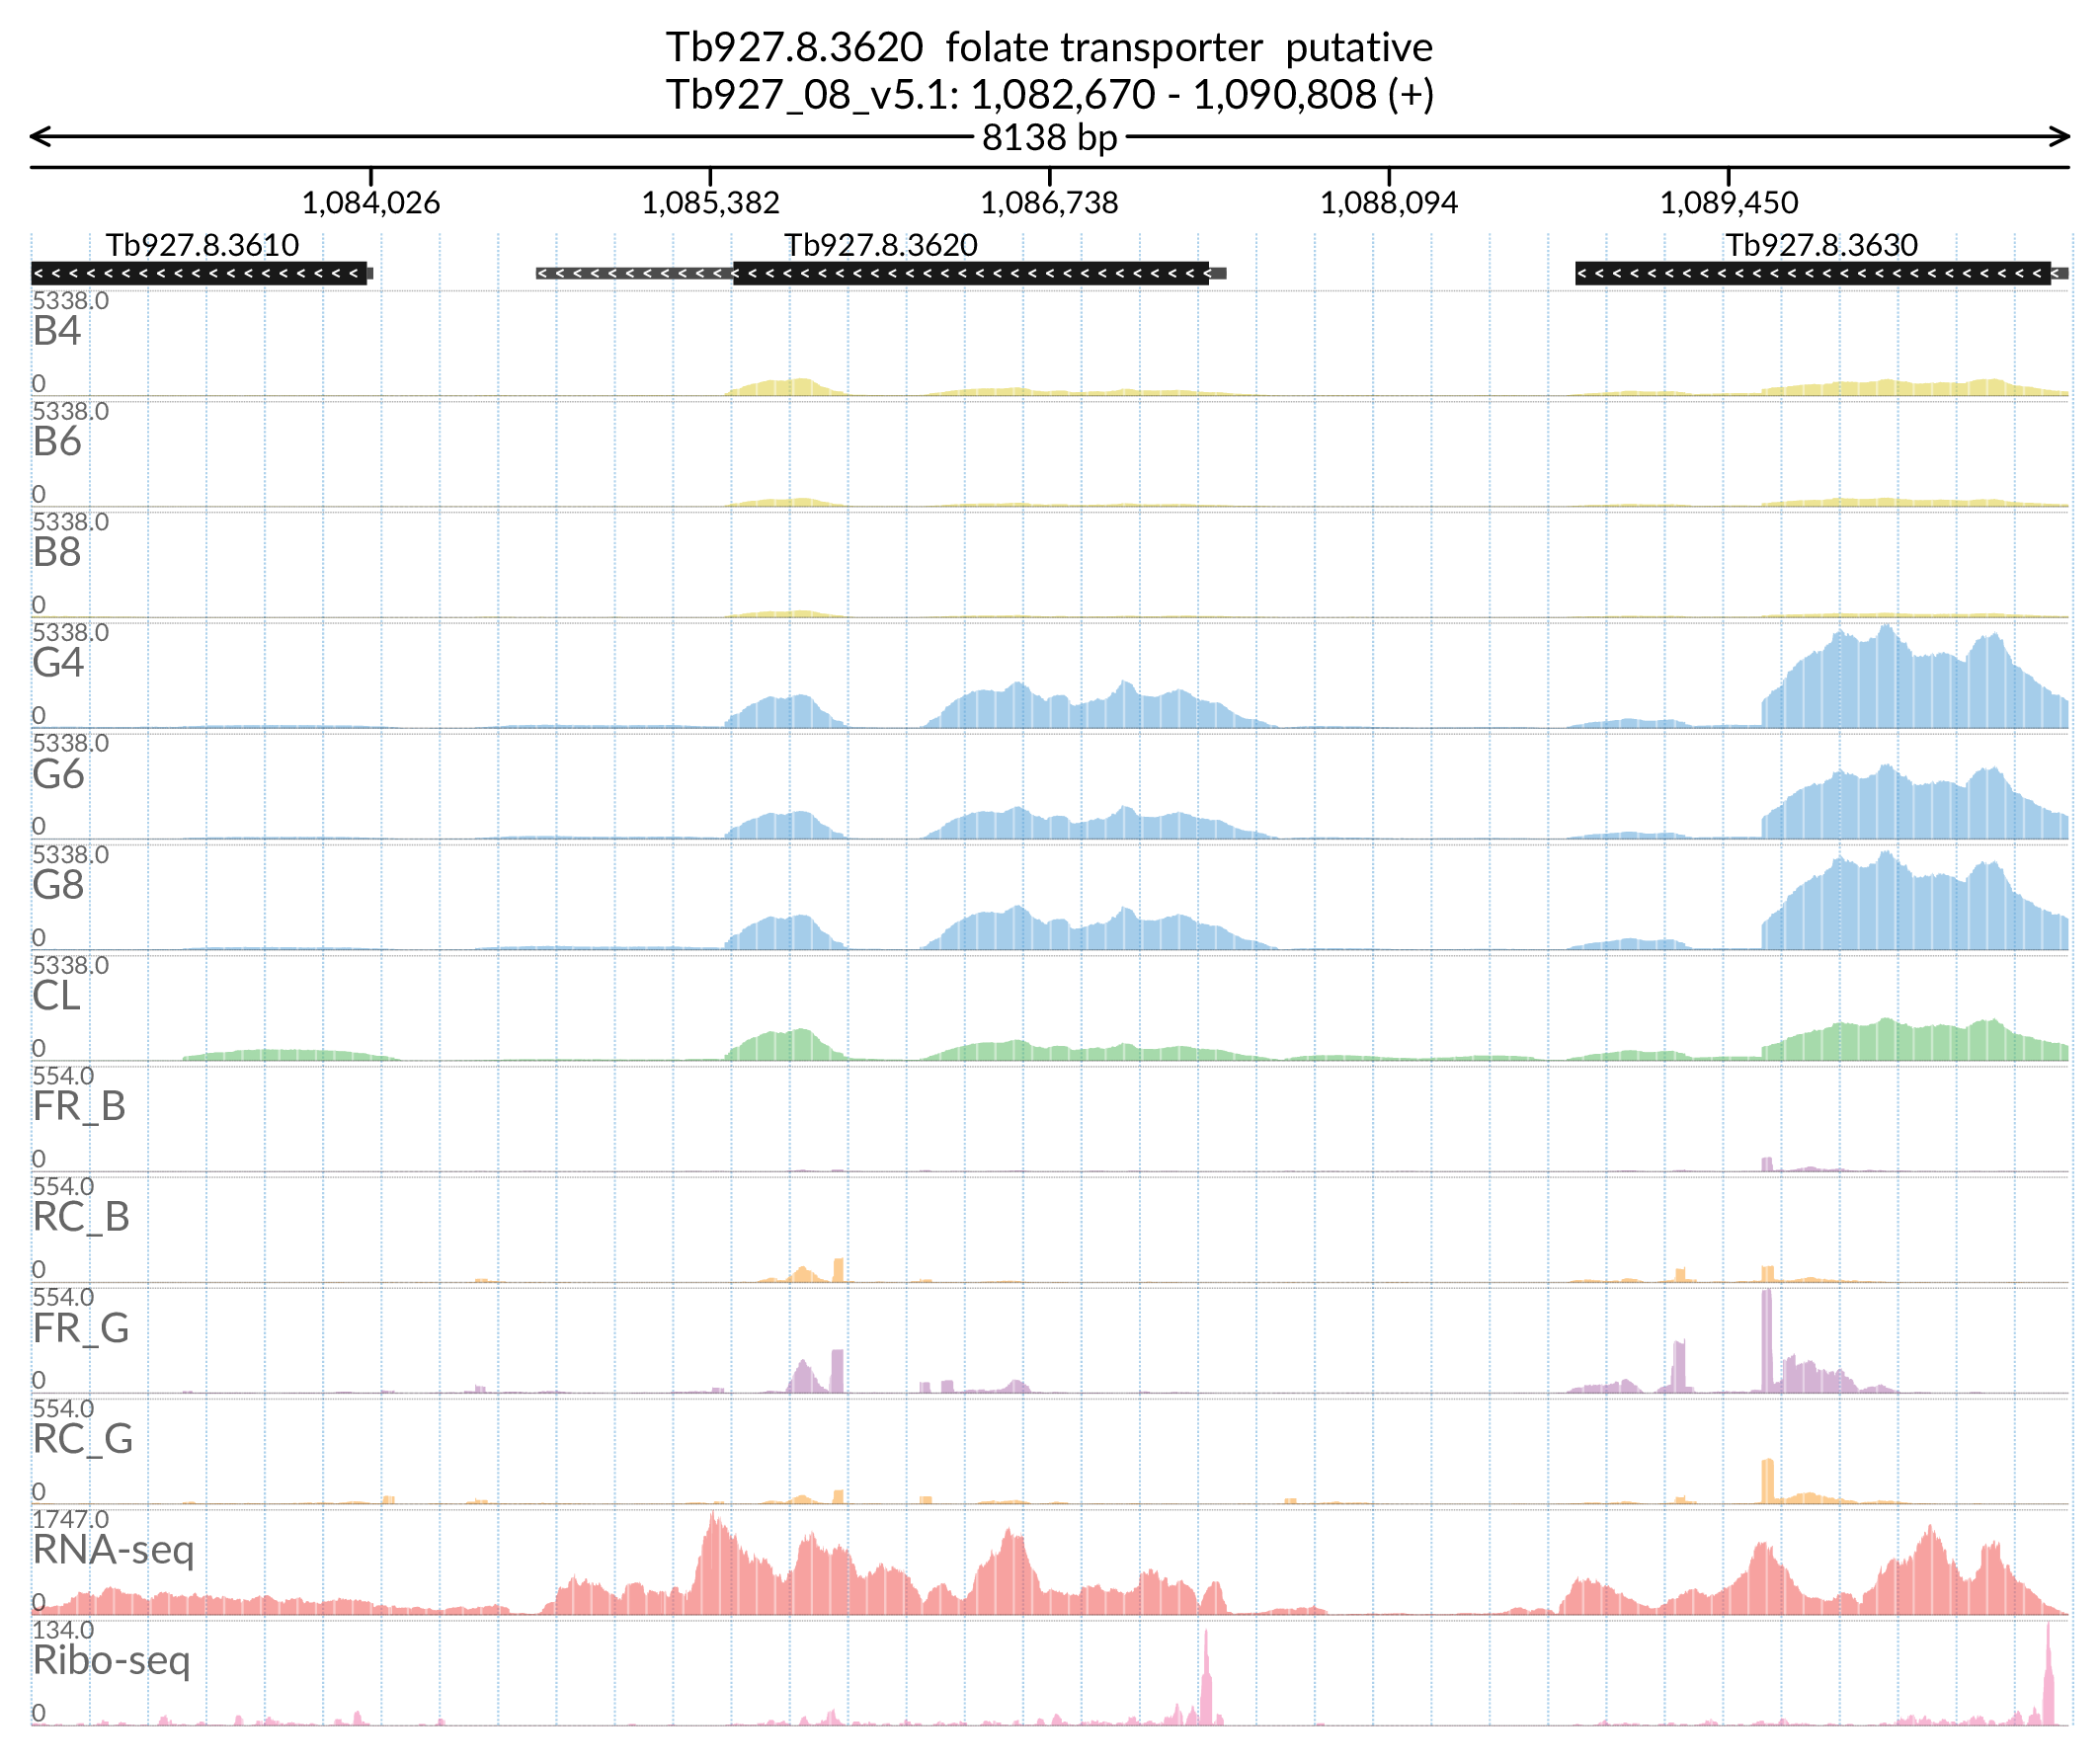 Tb927.8.3620  folate transporter  putative
Tb927_08_v5.1: 1,082,670 - 1,090,808 (+)
8138 bp
1,084,026 1,085,382 1,086,738 1,088,094 1,089,450
Tb927.8.3610 Tb927.8.3620 Tb927.8.3630
5338.0
B4
0
5338.0
B6
0
5338.0
B8
0
5338.0
G4
0
5338.0
G6
0
5338.0
G8
0
5338.0
CL
0
554.0
FR_B
0
554.0
RC_B
0
554.0
FR_G
0
554.0
RC_G
0
1747.0
RNA-seq
0
134.0
Ribo-seq
0